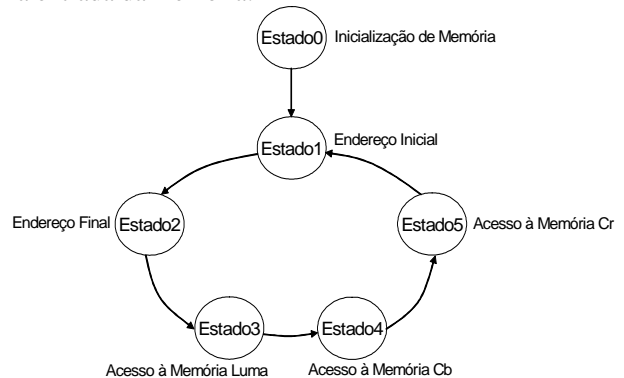 Estado0 Inicialização de Memória
Estado1 Endereço Inicial
Endereço Final Estado2
Estado5 Acesso à Memória Cr
Estado3 Estado4
Acesso à Memória Luma Acesso à Memória Cb